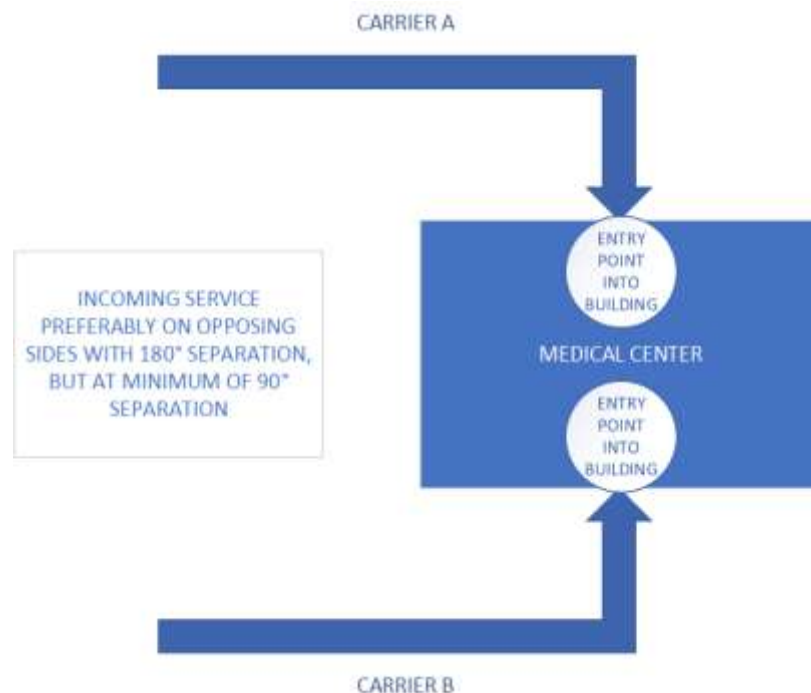 CARRIER A
ENTRY
POINT
INTO
BUILDING
INCOMING SERVICE
PREFERABLY ON OPPOSING
SIDES WITH 180° SEPARATION,
BUT AT MINIMUM OF 90°
SEPARATION
MEDICAL CENTER
ENTRY
POINT
INTO
BUILDING
CARRIER B